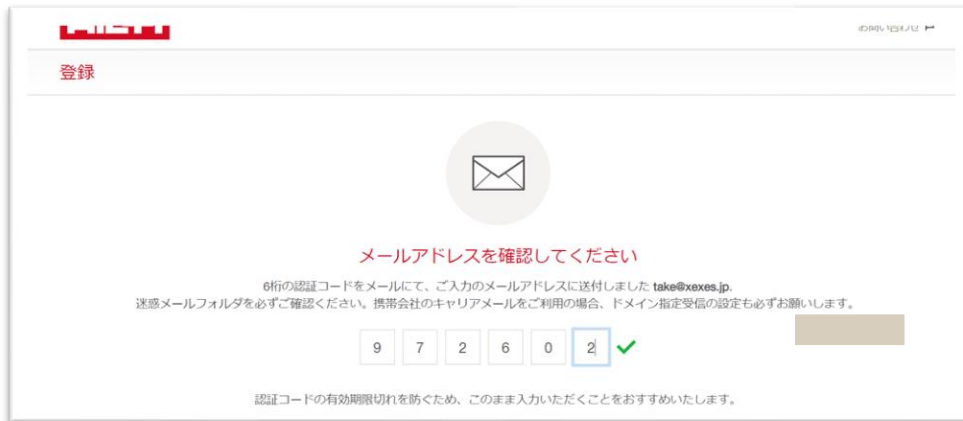 登録
メールアドレスを確認してください
6桁の認証コードをメールにて、ご入力のメールアドレスに送付しました take@xexes.jp.
迷惑メールフォルダを必ずご確認ください。携帯会社のキャリアメールをご利用の場合、ドメイン指定受信の設定も必ずお願いします。
9 7 2 6 0 2
認証コードの有効期限切れを防ぐため、このまま入力いただくことをおすすめいたします。